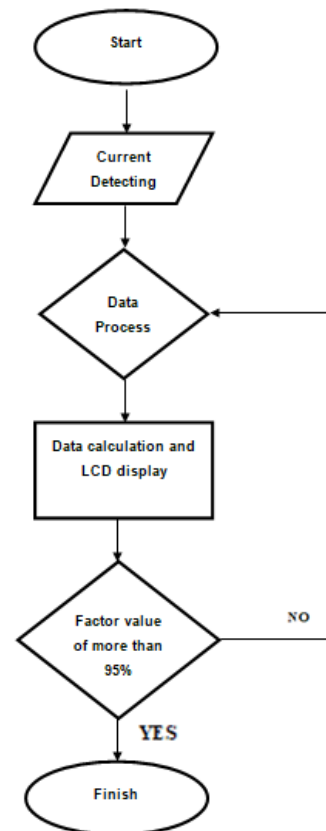 Start
Current
Detecting
Data
Process
Data calculation and
LCD display
Factor value
of more than
95%
NO
YES
Finish